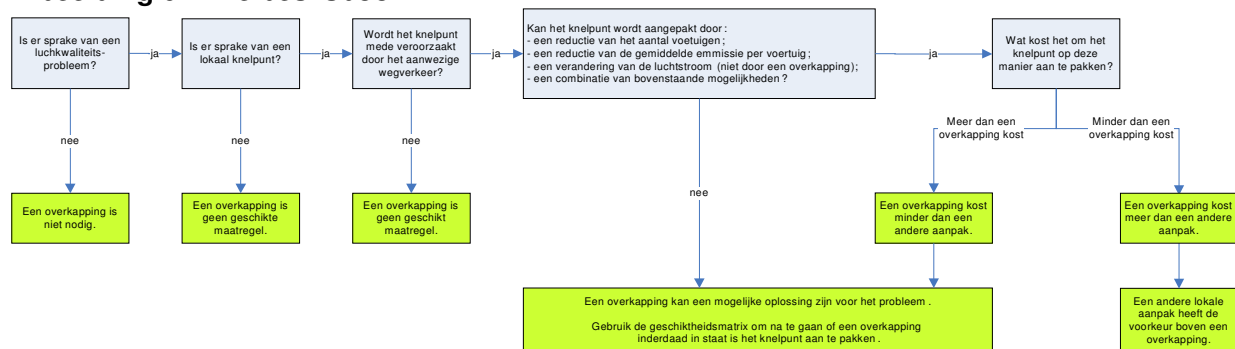 Is er sprake van een
luchkwaliteits-
probleem?
ja
Is er sprake van een
lokaal knelpunt?
ja
Wordt het knelpunt
mede veroorzaakt
door het aanwezige
wegverkeer?
ja
Kan het knelpunt wordt aangepakt door:
- een reductie van het aantal voetuigen;
- een reductie van de gemiddelde emmissie per voertuig;
- een verandering van de luchtstroom (niet door een overkapping);
- een combinatie van bovenstaande mogelijkheden?
ja
Wat kost het om het
knelpunt op deze
manier aan te pakken?
nee
nee
nee
nee
Meer dan een
overkapping kost
Minder dan een
overkapping kost
Een overkapping is
niet nodig.
Een overkapping is
geen geschikte
maatregel.
Een overkapping is
geen geschikt
maatregel.
Een overkapping kost
minder dan een
andere aanpak.
Een overkapping kost
meer dan een andere
aanpak.
Een overkapping kan een mogelijke oplossing zijn voor het probleem.
Gebruik de geschiktheidsmatrix om na te gaan of een overkapping
inderdaad in staat is het knelpunt aan te pakken.
Een andere lokale
aanpak heeft de
voorkeur boven een
overkapping.